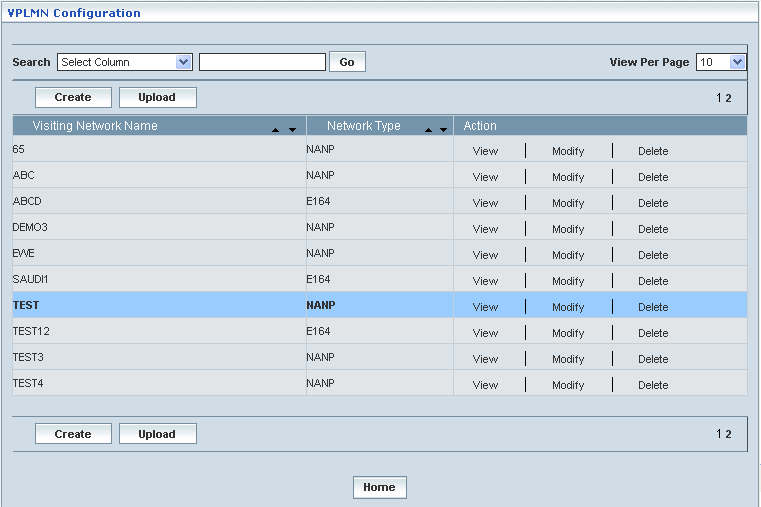 VPLMN Configuration
Search Select Column Go View Per Page 10
Create Upload 1 2
Visiting Network Name Network Type Action
65 NANP View Modify Delete
ABC NANP View Modify Delete
ABCD E164 View Modify Delete
DEMO3 NANP View Modify Delete
EWE NANP View Modify Delete
SAUDI1 E164 View Modify Delete
TEST NANP View Modify Delete
TEST12 E164 View Modify Delete
TEST3 NANP View Modify Delete
TEST4 NANP View Modify Delete
Create Upload 1 2
Home